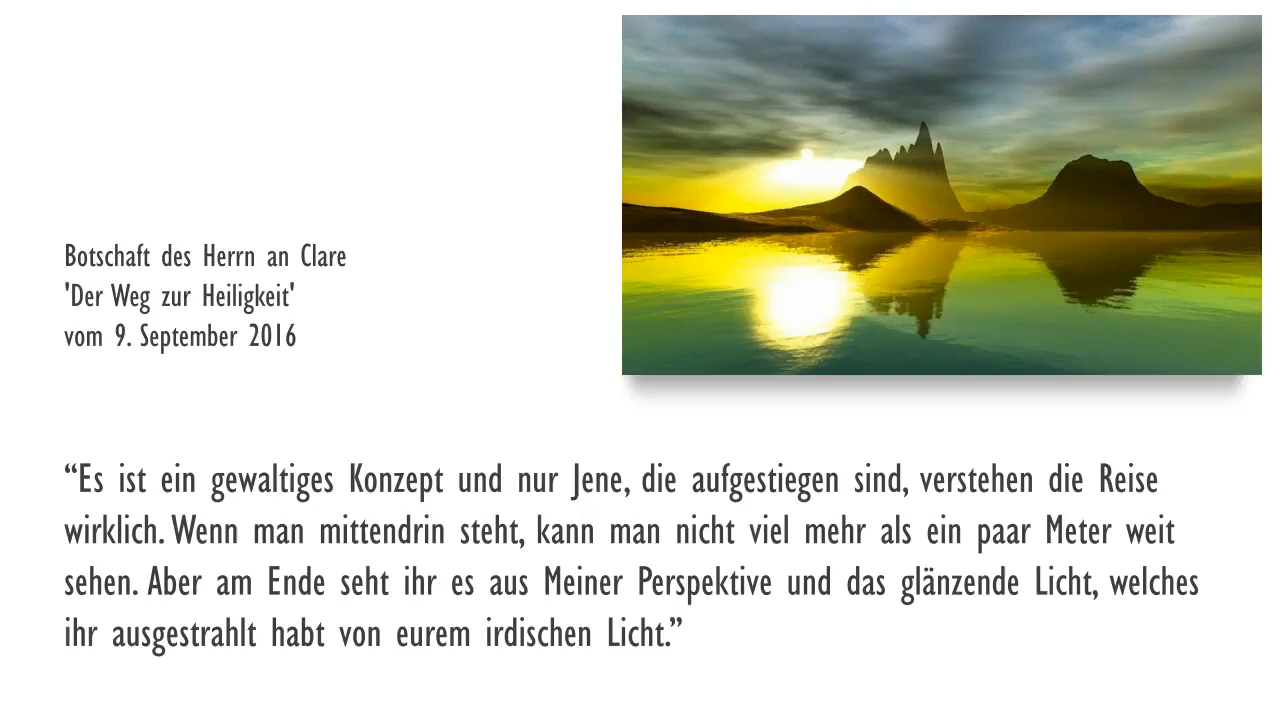 Botschaft des Herrn an Clare
'Der Weg zur Heiligkeit'
vom 9. September 2016
“Es ist ein gewaltiges Konzept und nur Jene, die aufgestiegen sind, verstehen die Reise
wirklich. Wenn man mittendrin steht, kann man nicht viel mehr als ein paar Meter weit
sehen. Aber am Ende seht ihr es aus Meiner Perspektive und das glänzende Licht, welches
ihr ausgestrahlt habt von eurem irdischen Licht.”